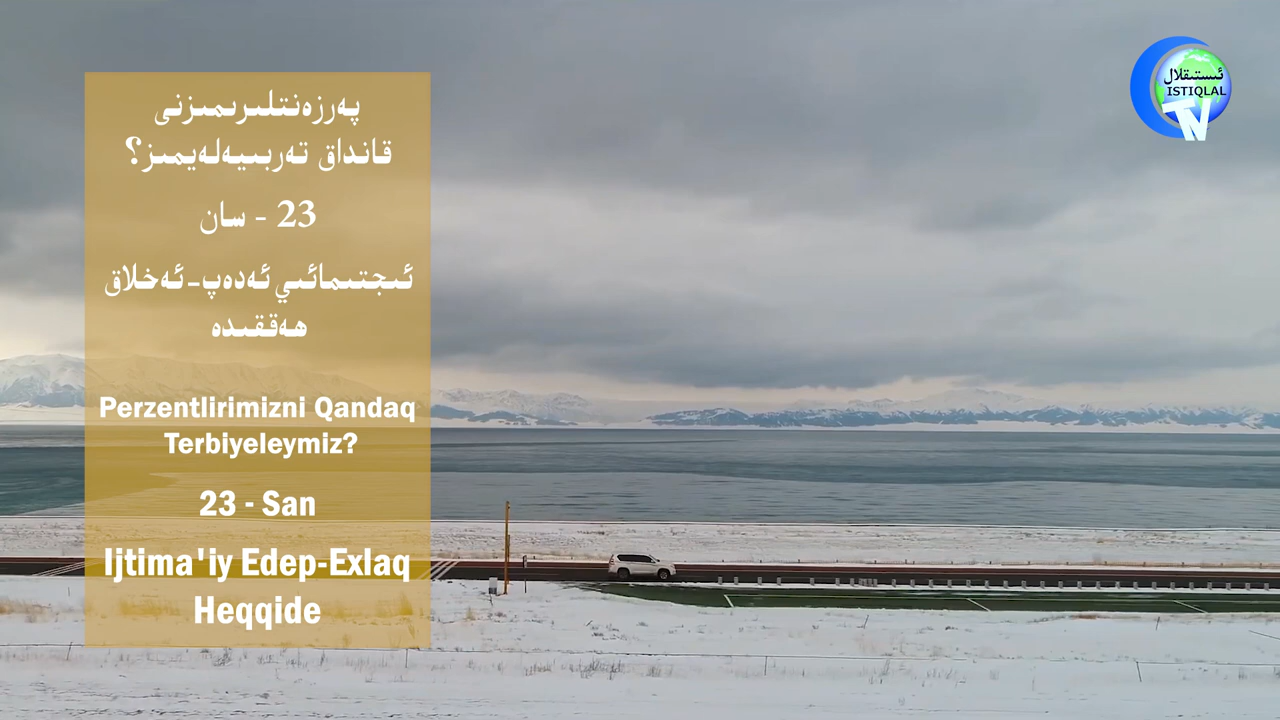 پەرزەنتلىرىمىزنى
قانداق تەربىيەلەيمىز؟
23 - سان
ئىجتىمائىي ئەدەپ-ئەخلاق
ھەققىدە
Perzentlirimizni Qandaq
Terbiyeleymiz?
23 - San
Ijtima'iy Edep-Exlaq
Heqqide
ئىستىقلال
ISTIQLAL
TV